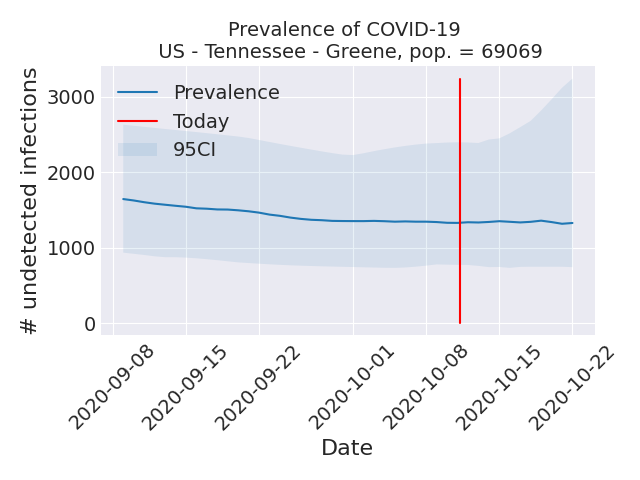 Prevalence of COVID-19
US - Tennessee - Greene, pop. = 69069
# undetected infections
3000
2000
1000
0
Prevalence
Today
95CI
2020-09-08
2020-09-15
2020-09-22
2020-10-01
2020-10-08
2020-10-15
2020-10-22
Date